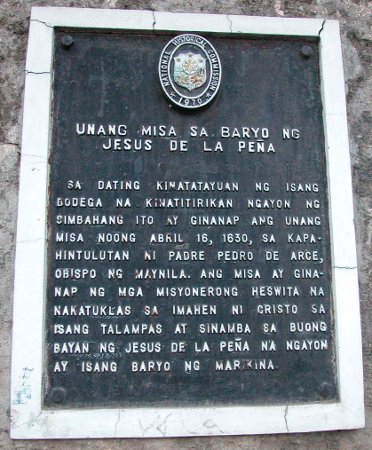 NATIONAL HISTORICAL COMMISSION
1970
UNANG MISA SA BARYO NG
JESUS DE LA PEÑA
SA DATING KINATATAYUAN NG ISANG
BODEGA NA KINATITIRIKAN NGAYON NG
SIMBAHANG ITO AY GINANAP ANG UNANG
MISA NOONG ABRIL 16, 1630, SA KAPA-
HINTULUTAN NI PADRE PEDRO DE ARCE,
OBISPO NG MAYNILA. ANG MISA AY GINA-
NAP NG MGA MISYONERONG HESWITA NA
NAKATUKLAS SA IMAHEN NI CRISTO SA
ISANG TALAMPAS AT SINAMBA SA BUONG
BAYAN NG JESUS DE LA PEÑA NA NGAYON
AY ISANG BARYO NG MARIKINA.